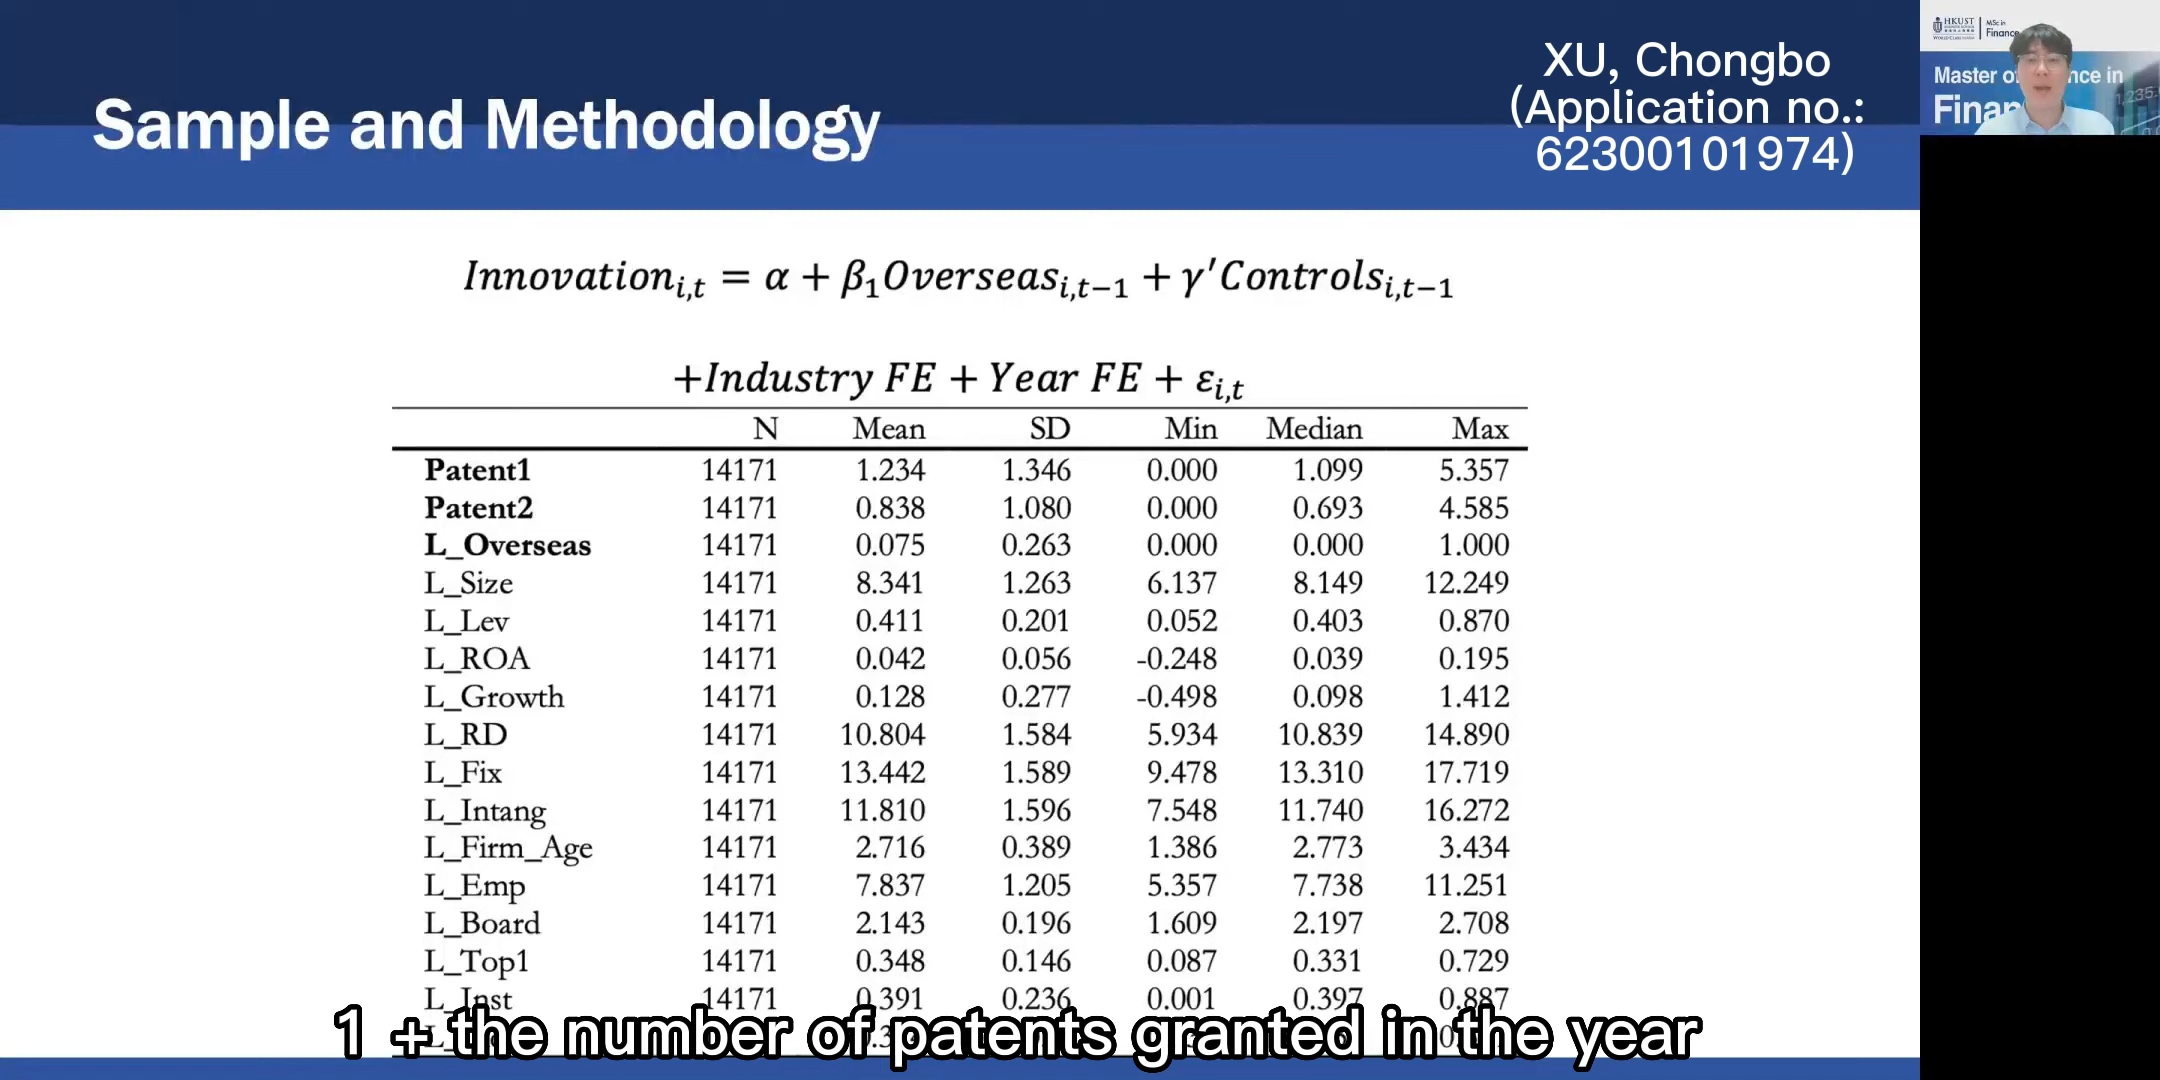 Sample and Methodology
XU, Chongbo
(Application no.:
62300101974)
HKUST
MSc in
Finance
Master of
nce in
Finan
1,235.
Innovation_{i,t} = α + β₁Overseas_{i,t−1} + γ′Controls_{i,t−1}
+Industry FE + Year FE + ε_{i,t}
N Mean SD Min Median Max
Patent1 14171 1.234 1.346 0.000 1.099 5.357
Patent2 14171 0.838 1.080 0.000 0.693 4.585
L_Overseas 14171 0.075 0.263 0.000 0.000 1.000
L_Size 14171 8.341 1.263 6.137 8.149 12.249
L_Lev 14171 0.411 0.201 0.052 0.403 0.870
L_ROA 14171 0.042 0.056 -0.248 0.039 0.195
L_Growth 14171 0.128 0.277 -0.498 0.098 1.412
L_RD 14171 10.804 1.584 5.934 10.839 14.890
L_Fix 14171 13.442 1.589 9.478 13.310 17.719
L_Intang 14171 11.810 1.596 7.548 11.740 16.272
L_Firm_Age 14171 2.716 0.389 1.386 2.773 3.434
L_Emp 14171 7.837 1.205 5.357 7.738 11.251
L_Board 14171 2.143 0.196 1.609 2.197 2.708
L_Top1 14171 0.348 0.146 0.087 0.331 0.729
L_Inst 14171 0.391 0.236 0.001 0.397 0.887
1 + the number of patents granted in the year